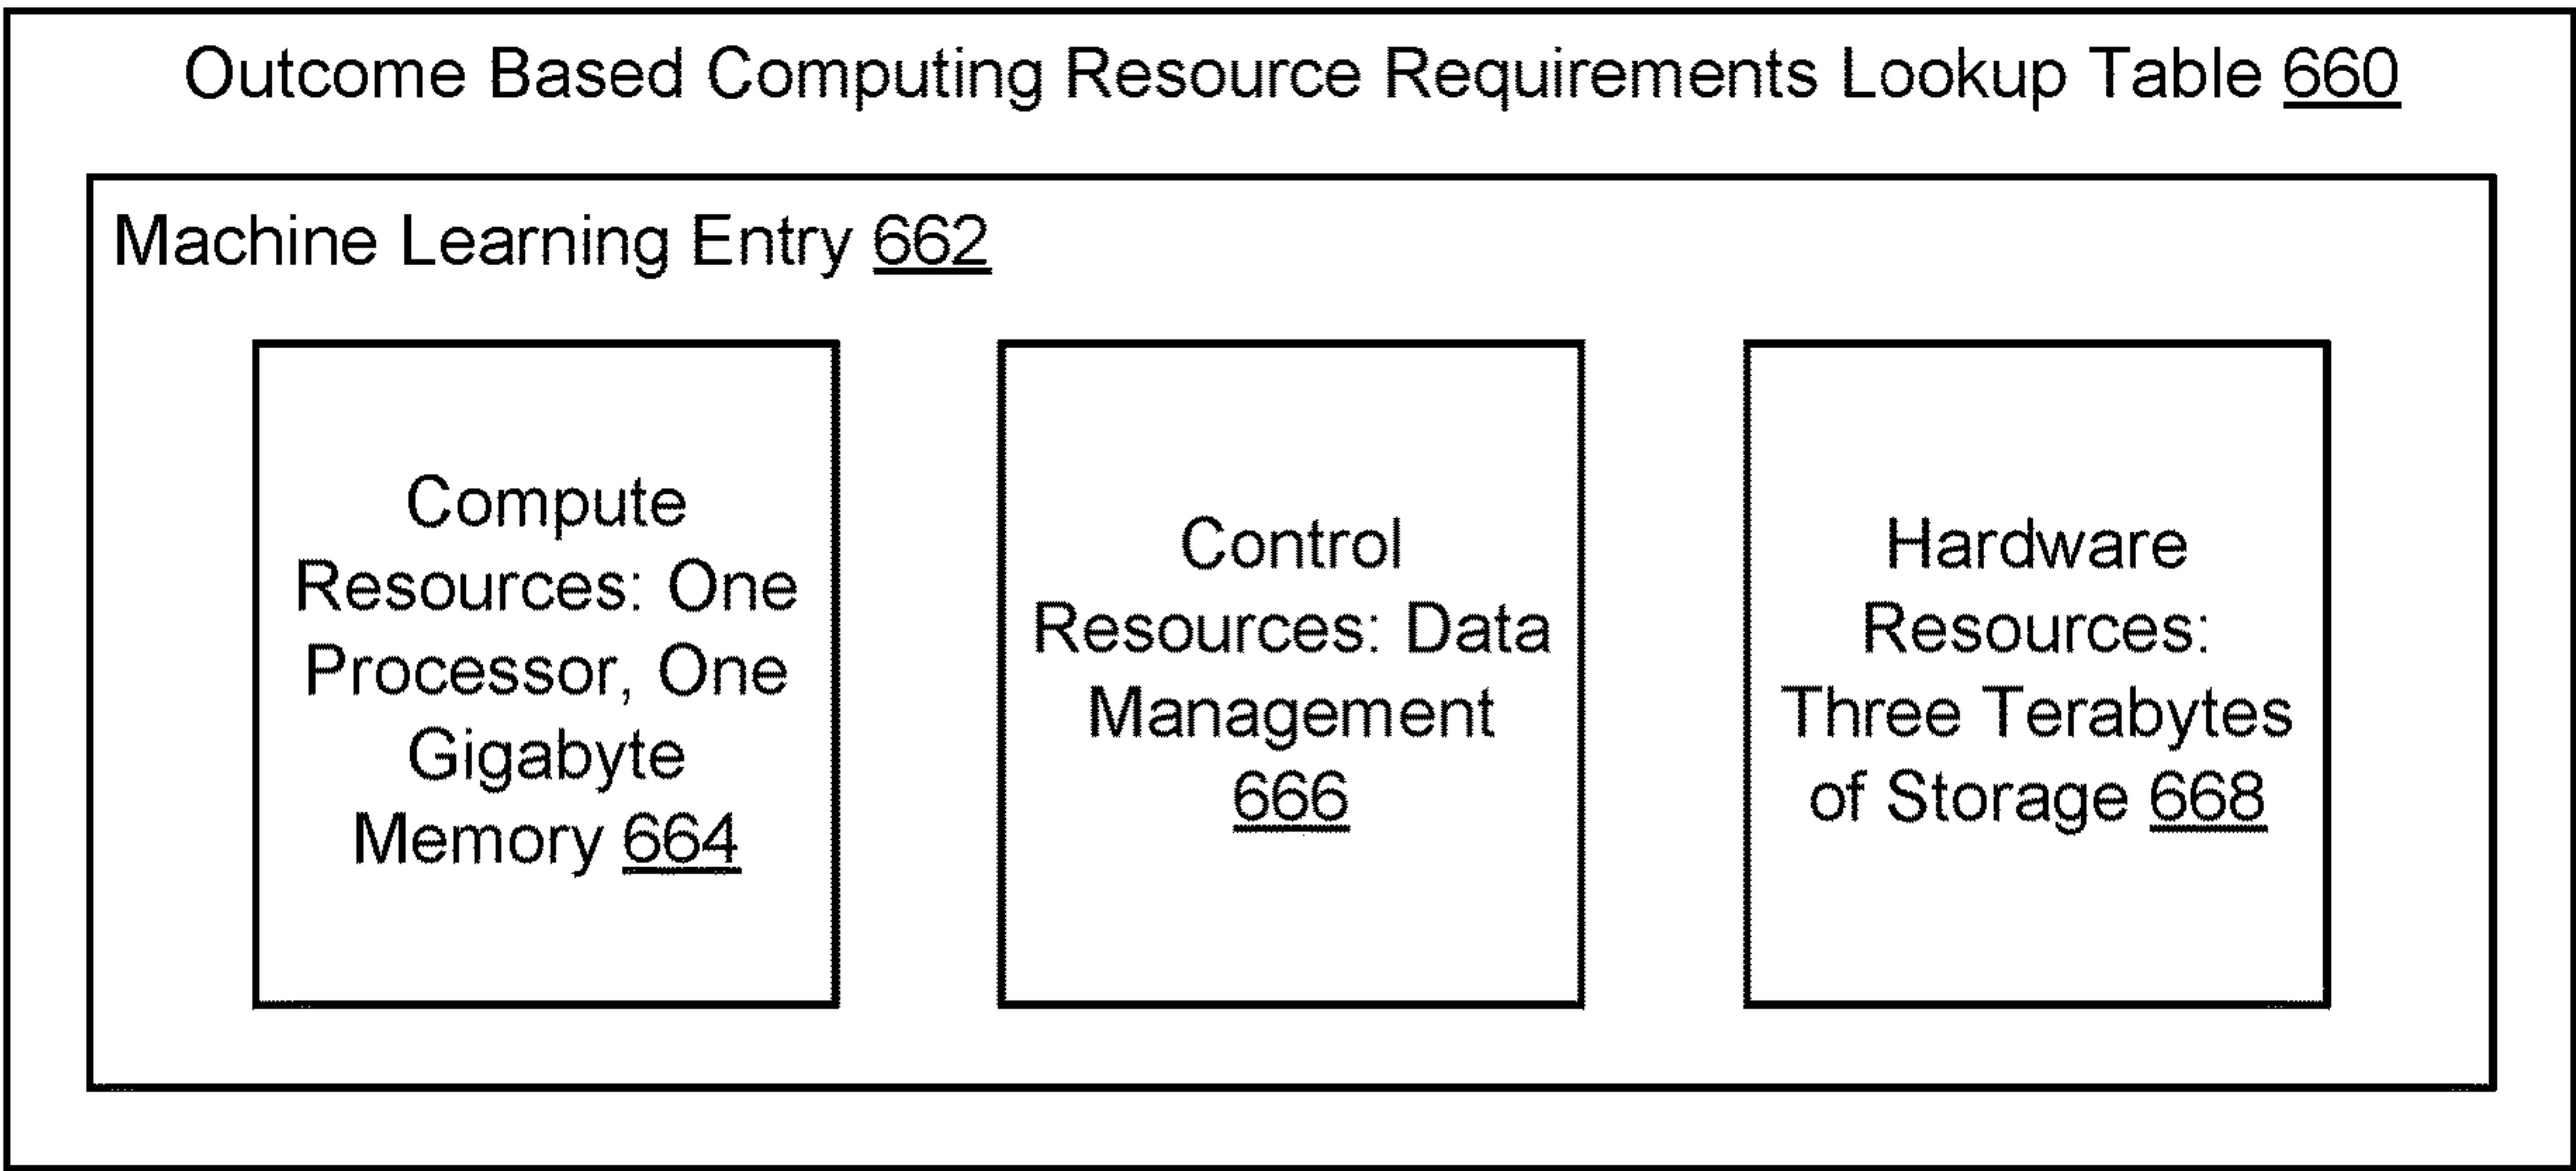 Outcome Based Computing Resource Requirements Lookup Table 660
Machine Learning Entry 662
Compute
Resources: One
Processor, One
Gigabyte
Memory 664
Control
Resources: Data
Management
666
Hardware
Resources:
Three Terabytes
of Storage 668